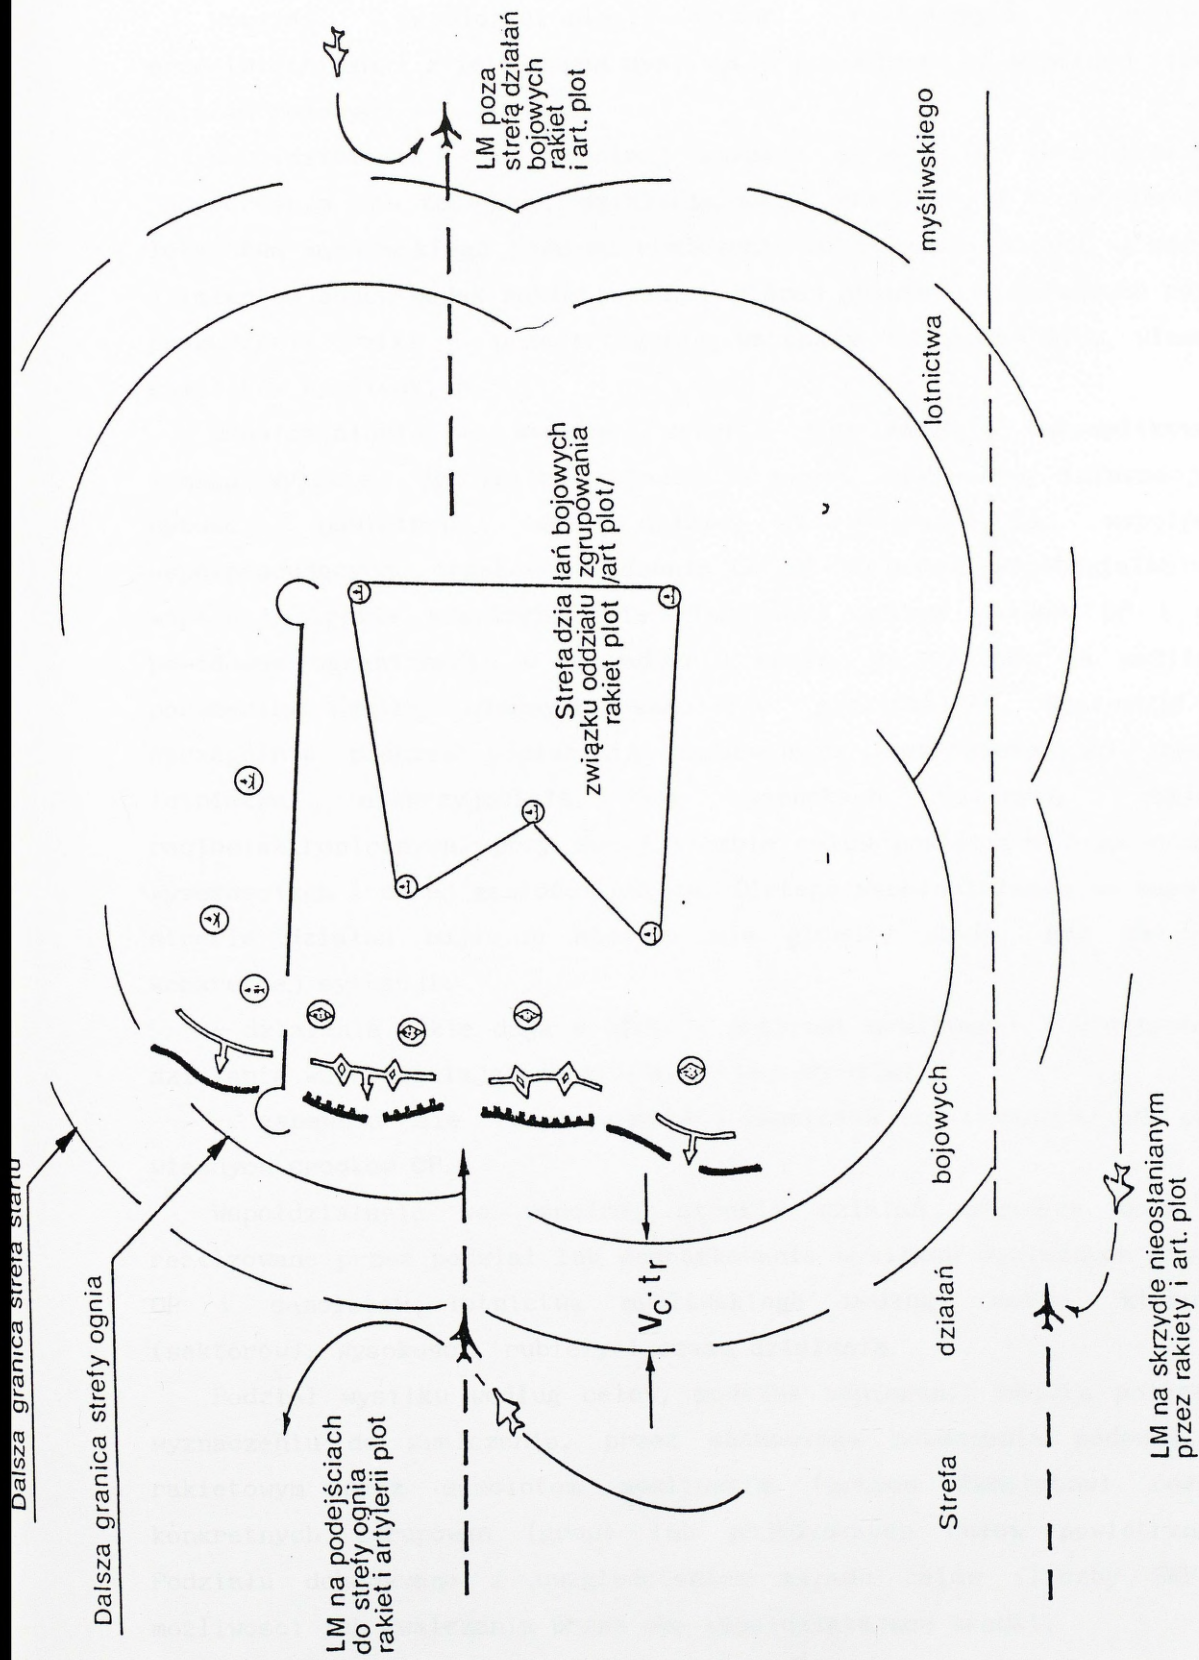 Dalsza granica strefa startu
Dalsza granica strefy ognia
LM na podejściach
do strefy ognia
rakiet i artylerii plot
Vc·tr
Strefa działań bojowych
związku oddziału zgrupowania
rakiet plot /art plot/
LM poza
strefą działań
bojowych
rakiet
i art. plot
Strefa działań bojowych lotnictwa myśliwskiego
LM na skrzydle nieosłanianym
przez rakiety i art. plot